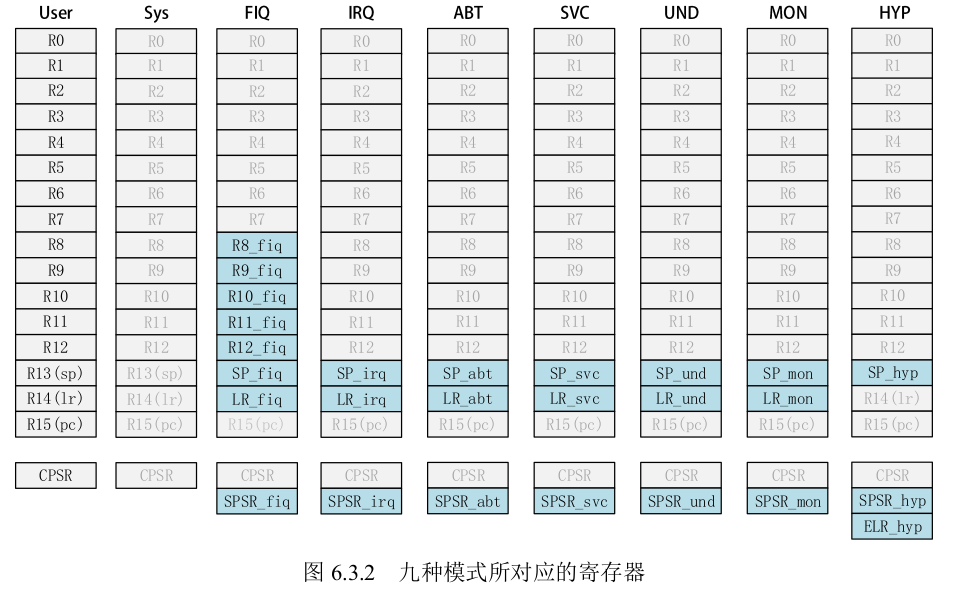 User Sys FIQ IRQ ABT SVC UND MON HYP
R0 R0 R0 R0 R0 R0 R0 R0 R0
R1 R1 R1 R1 R1 R1 R1 R1 R1
R2 R2 R2 R2 R2 R2 R2 R2 R2
R3 R3 R3 R3 R3 R3 R3 R3 R3
R4 R4 R4 R4 R4 R4 R4 R4 R4
R5 R5 R5 R5 R5 R5 R5 R5 R5
R6 R6 R6 R6 R6 R6 R6 R6 R6
R7 R7 R7 R7 R7 R7 R7 R7 R7
R8 R8 R8_fiq R8 R8 R8 R8 R8 R8
R9 R9 R9_fiq R9 R9 R9 R9 R9 R9
R10 R10 R10_fiq R10 R10 R10 R10 R10 R10
R11 R11 R11_fiq R11 R11 R11 R11 R11 R11
R12 R12 R12_fiq R12 R12 R12 R12 R12 R12
R13(sp) R13(sp) SP_fiq SP_irq SP_abt SP_svc SP_und SP_mon SP_hyp
R14(lr) R14(lr) LR_fiq LR_irq LR_abt LR_svc LR_und LR_mon R14(lr)
R15(pc) R15(pc) R15(pc) R15(pc) R15(pc) R15(pc) R15(pc) R15(pc) R15(pc)
CPSR CPSR CPSR CPSR CPSR CPSR CPSR CPSR CPSR
SPSR_fiq SPSR_irq SPSR_abt SPSR_svc SPSR_und SPSR_mon SPSR_hyp
ELR_hyp
图 6.3.2 九种模式所对应的寄存器